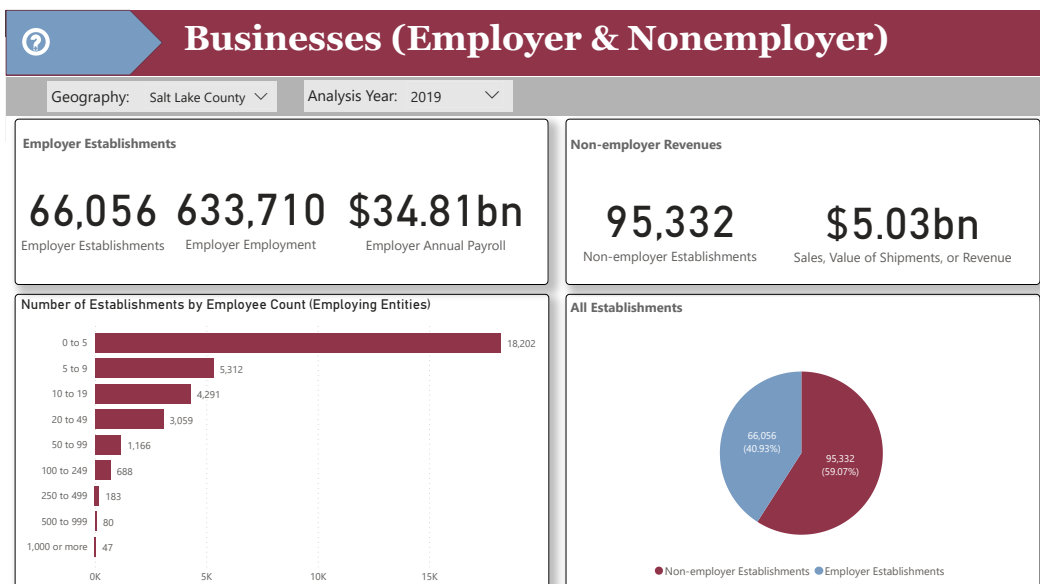 Businesses (Employer & Nonemployer)
Geography: Salt Lake County
Analysis Year: 2019
Employer Establishments
66,056 633,710 $34.81bn
Employer Establishments Employer Employment Employer Annual Payroll
Non-employer Revenues
95,332 $5.03bn
Non-employer Establishments Sales, Value of Shipments, or Revenue
Number of Establishments by Employee Count (Employing Entities)
0 to 5 18,202
5 to 9 5,312
10 to 19 4,291
20 to 49 3,059
50 to 99 1,166
100 to 249 688
250 to 499 183
500 to 999 80
1,000 or more 47
0K 5K 10K 15K
All Establishments
66,056
(40.93%)
95,332
(59.07%)
Non-employer Establishments Employer Establishments